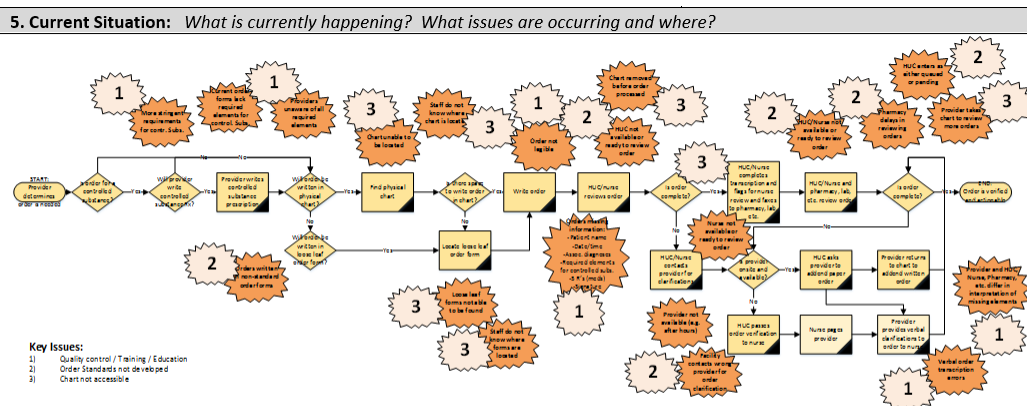 5. Current Situation: What is currently happening? What issues are occurring and where?
1
More stringent
requirements
for contr. Subs.
Current order
forms lack
required
elements for
control. Subs.
1
Providers
unaware of all
required
elements
3
Chart unable to
be located
Staff do not
know where
chart is located
3
1
Order not
legible
2
Chart removed
before order
processed
3
HUC not
available or
ready to review
order
3
2
HUC/Nurse not
available or
ready to review
order
2
Pharmacy
delays in
reviewing
orders
HUC enters as
either queued
or pending
2
Provider takes
chart to review
more orders
3
START:
Provider
determines
order is needed
Is order for a
controlled
substance?
Yes
No
Will provider
write
controlled
substance Rx?
Yes
No
Provider writes
controlled
substance
prescription
Will order be
written in
physical
chart?
Yes
No
Find physical
chart
Is there space
to write order
in chart?
Yes
No
Write order
HUC/nurse
reviews order
Is order
complete?
Yes
No
HUC/Nurse
completes
transcription and
flags for nurse
review and faxes
to pharmacy, lab,
etc.
HUC/Nurse and
pharmacy, lab,
etc. review order
Is order
complete?
Yes
No
END:
Order is verified
and actionable
2
Orders written
on non-standard
order forms
Will order be
written in
loose leaf
order form?
Yes
Locate loose leaf
order form
Orders missing
information:
- Patient name
- Date/time
- Assoc. diagnoses
- Required elements
for controlled subs.
- 5 R's (meds)
- Signature
1
Nurse not
available or
ready to review
order
HUC/Nurse
contacts
provider for
clarification
Is provider
onsite and
available?
Yes
No
HUC asks
provider to
addend paper
order
Provider returns
to chart to
addend written
order
Provider and HUC,
Nurse, Pharmacy,
etc. differ in
interpretation of
missing elements
1
3
Loose leaf
forms not able
to be found
3
Staff do not
know where
forms are
located
Provider not
available (e.g.
after hours)
2
Facility
contacts wrong
provider for
order
clarification
HUC passes
order verification
to nurse
Nurse pages
provider
Provider
provides verbal
clarifications to
order to nurse
Verbal order
transcription
errors
1
Key Issues:
1) Quality control / Training / Education
2) Order Standards not developed
3) Chart not accessible